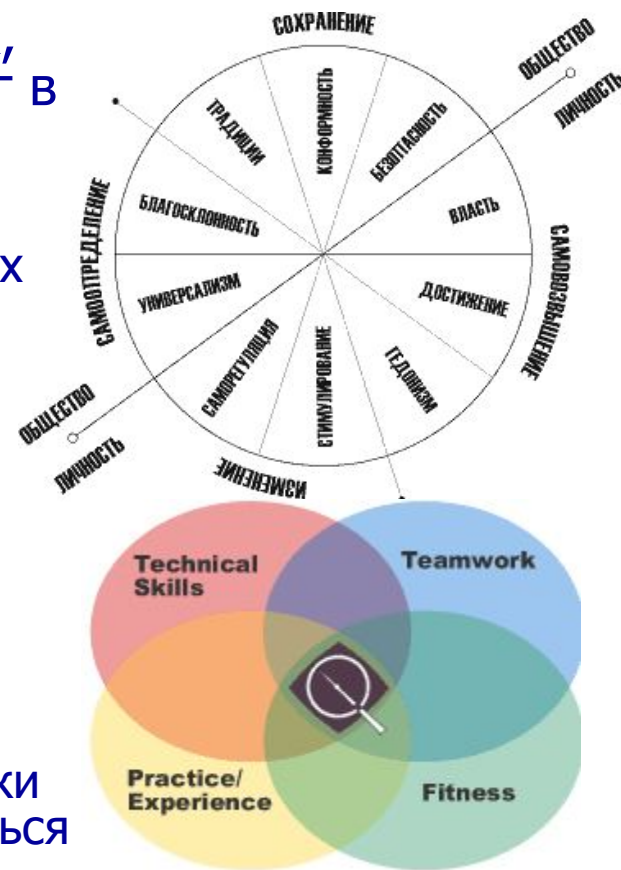 СОХРАНЕНИЕ
ОБЩЕСТВО
ЛИЧНОСТЬ
в
ТРАДИЦИИ
КОНФОРМНОСТЬ
БЕЗОПАСНОСТЬ
БЛАГОСКЛОННОСТЬ
ВЛАСТЬ
САМООПРЕДЕЛЕНИЕ
САМОВОЗВЫШЕНИЕ
х
УНИВЕРСАЛИЗМ
ДОСТИЖЕНИЕ
САМОРЕГУЛЯЦИЯ
СТИМУЛИРОВАНИЕ
ГЕДОНИЗМ
ОБЩЕСТВО
ЛИЧНОСТЬ
ИЗМЕНЕНИЕ
Technical
Skills
Teamwork
Practice/
Experience
Fitness
ки
ться